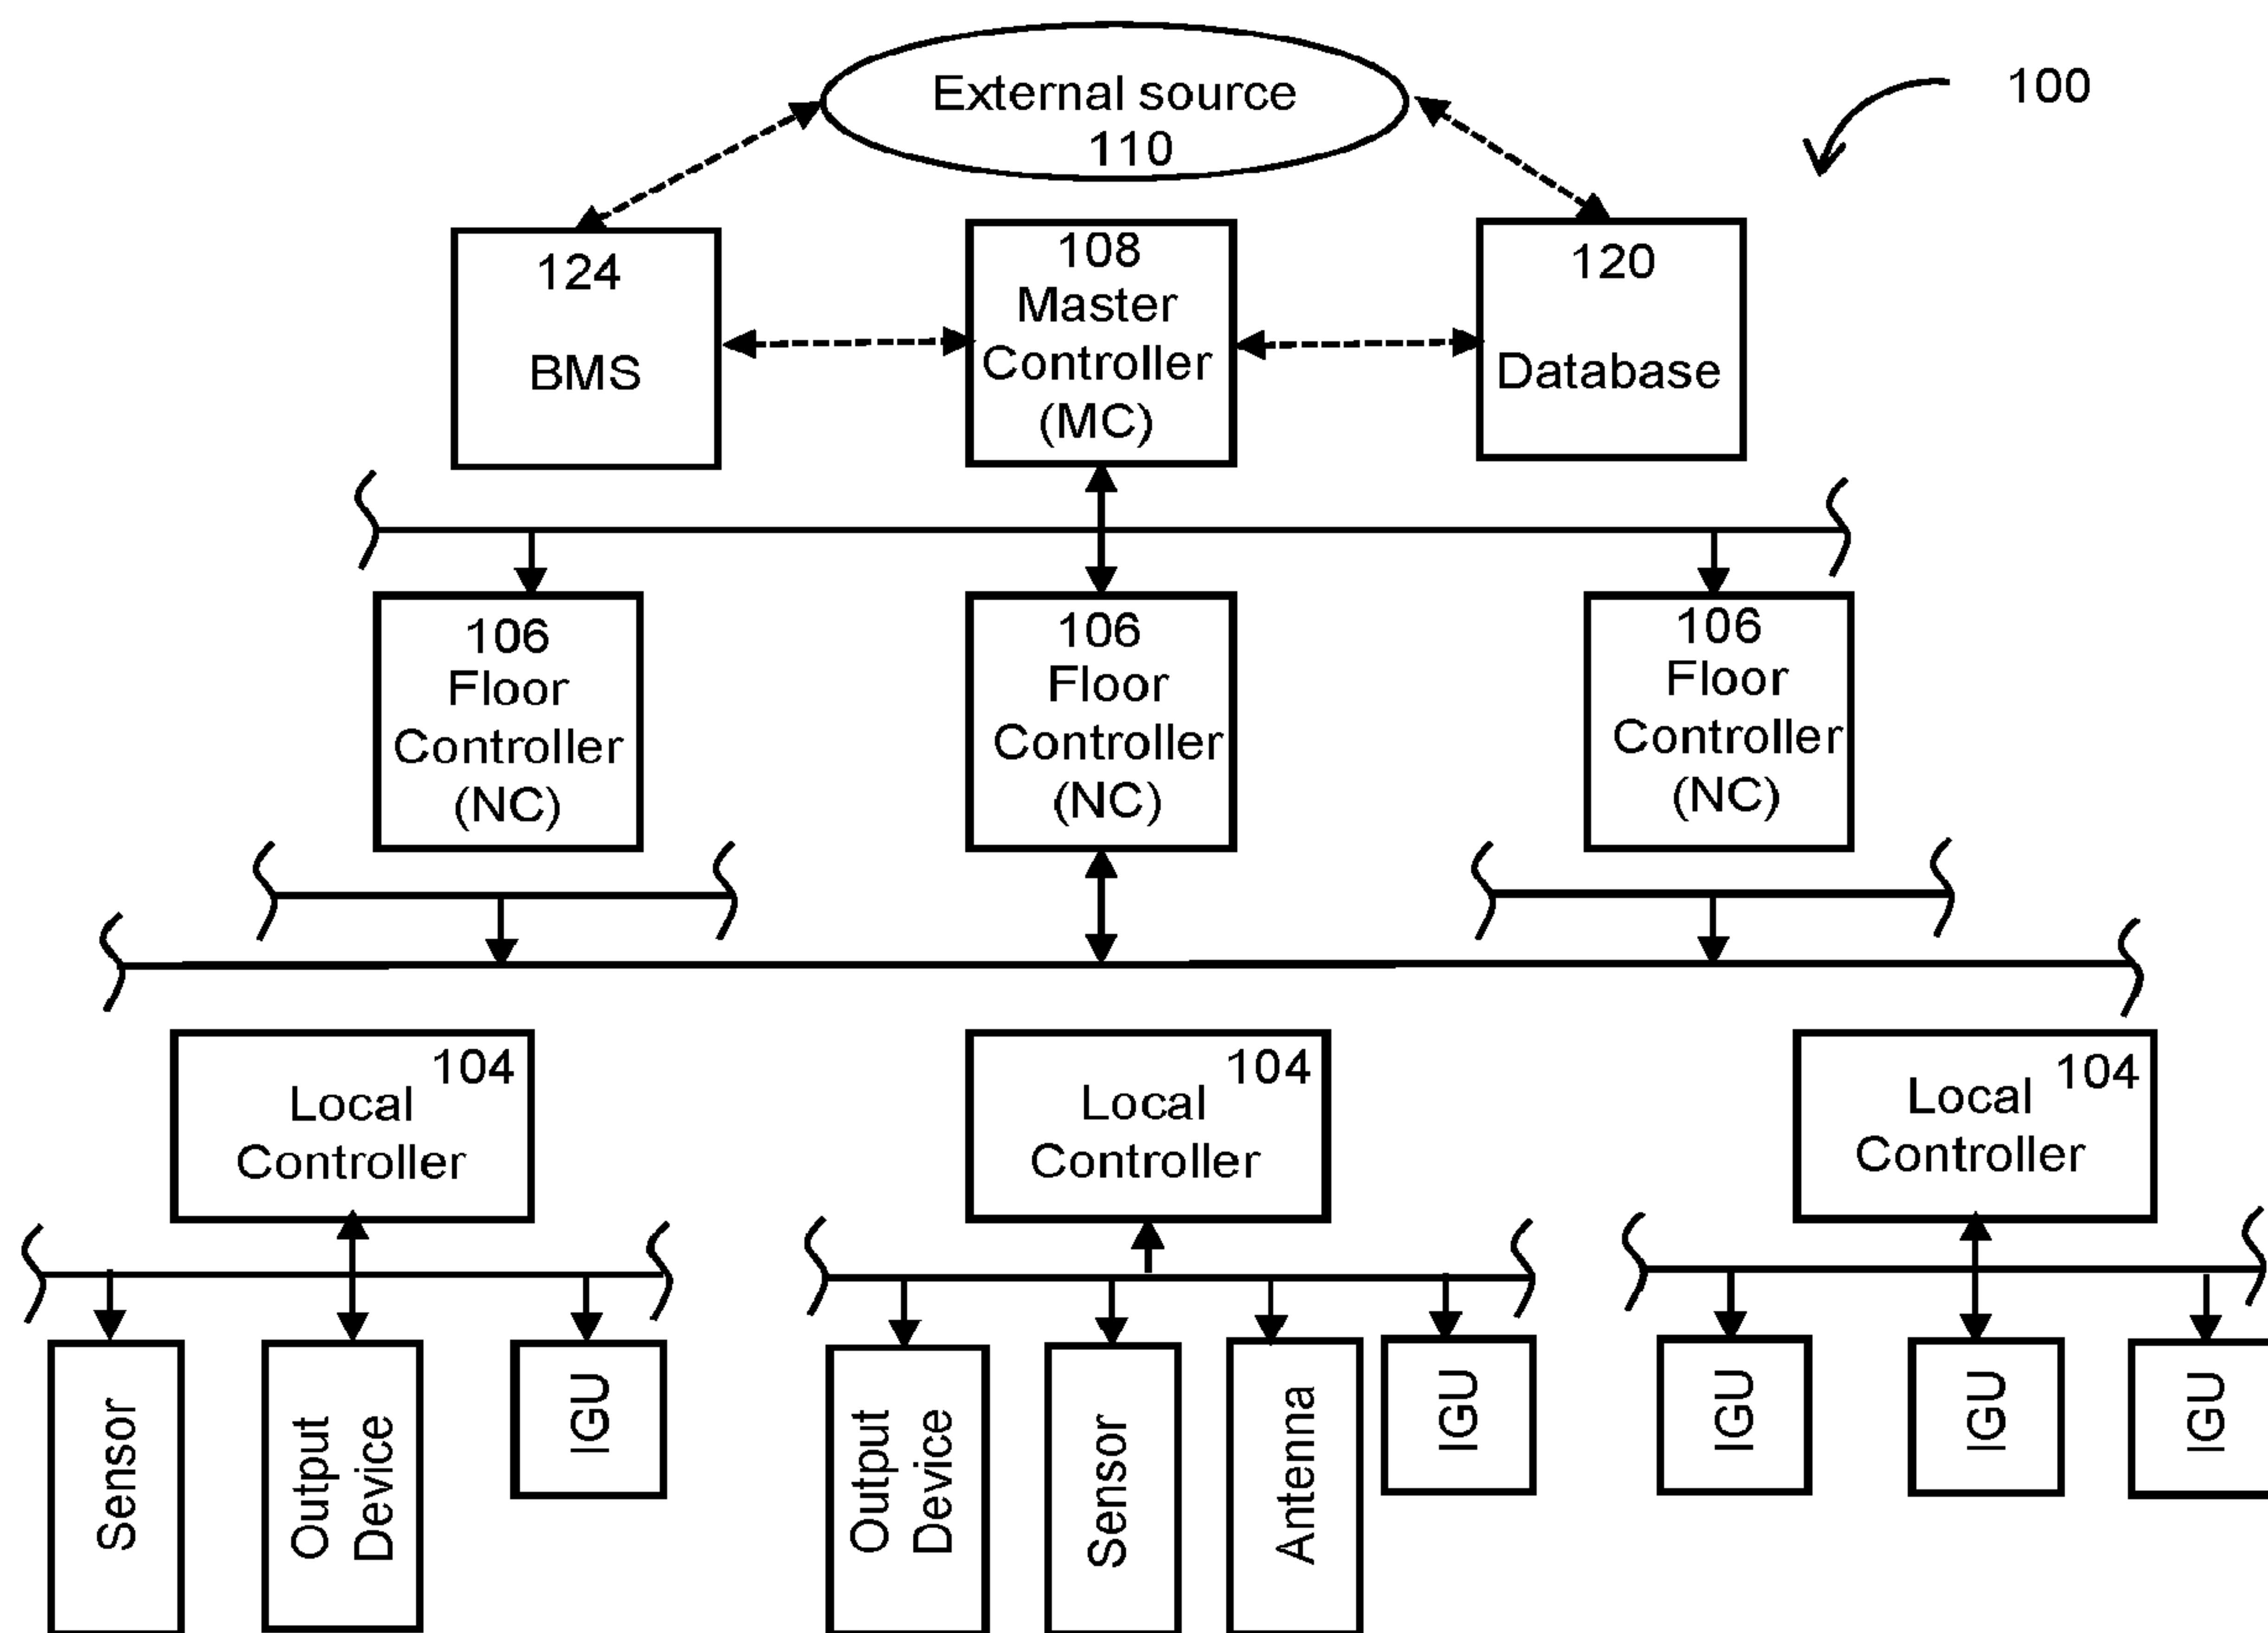 External source
110
100
124
BMS
108
Master
Controller
(MC)
120
Database
106
Floor
Controller
(NC)
106
Floor
Controller
(NC)
106
Floor
Controller
(NC)
104
Local
Controller
104
Local
Controller
104
Local
Controller
Sensor
Output
Device
IGU
Output
Device
Sensor
Antenna
IGU
IGU
IGU
IGU